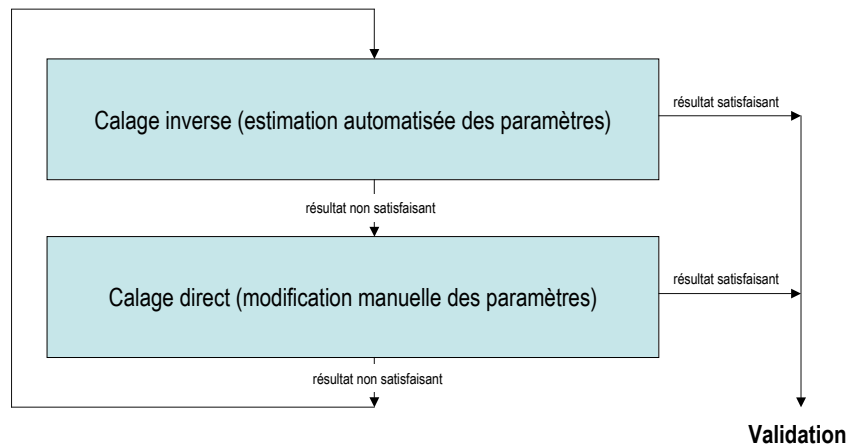 Calage inverse (estimation automatisée des paramètres)
résultat satisfaisant
résultat non satisfaisant
Calage direct (modification manuelle des paramètres)
résultat satisfaisant
résultat non satisfaisant
Validation